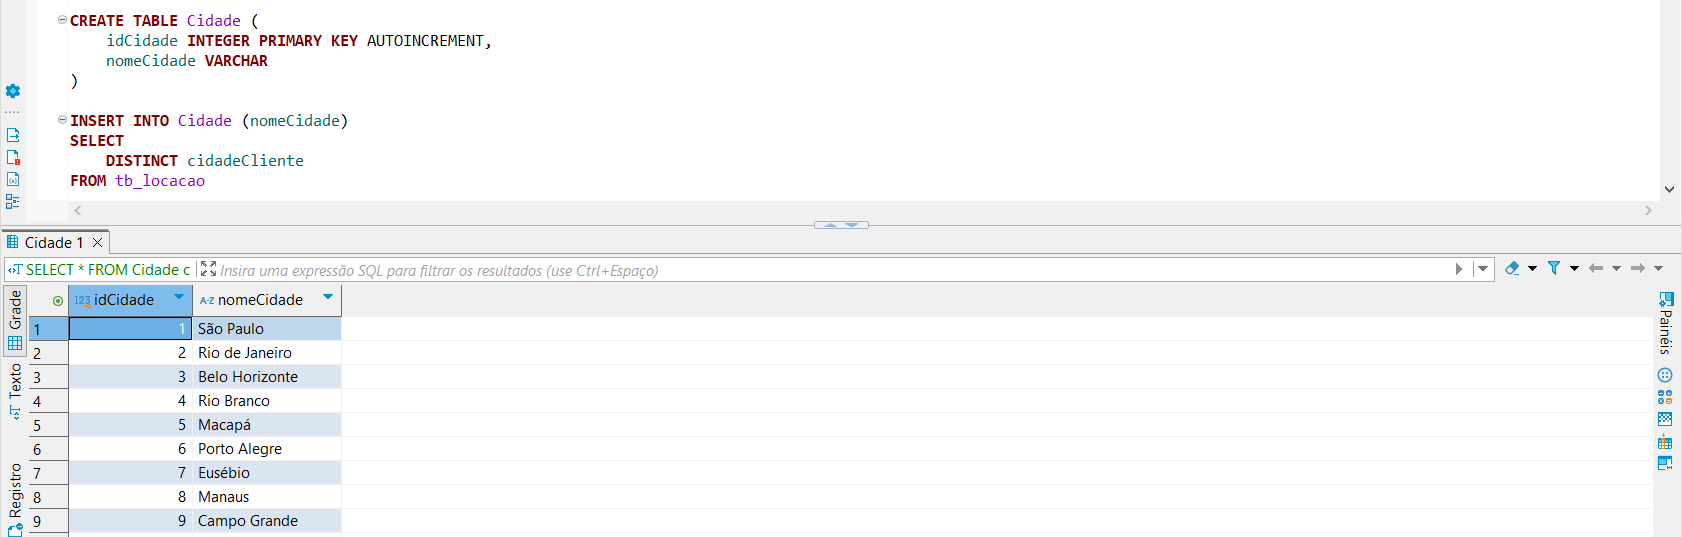 CREATE TABLE Cidade (
idCidade INTEGER PRIMARY KEY AUTOINCREMENT,
nomeCidade VARCHAR
)
INSERT INTO Cidade (nomeCidade)
SELECT
DISTINCT cidadeCliente
FROM tb_locacao
Cidade 1
SELECT * FROM Cidade c
Insira uma expressão SQL para filtrar os resultados (use Ctrl+Espaço)
Grade
Texto
Registro
123 idCidade A-Z nomeCidade
1 1 São Paulo
2 2 Rio de Janeiro
3 3 Belo Horizonte
4 4 Rio Branco
5 5 Macapá
6 6 Porto Alegre
7 7 Eusébio
8 8 Manaus
9 9 Campo Grande
Painéis